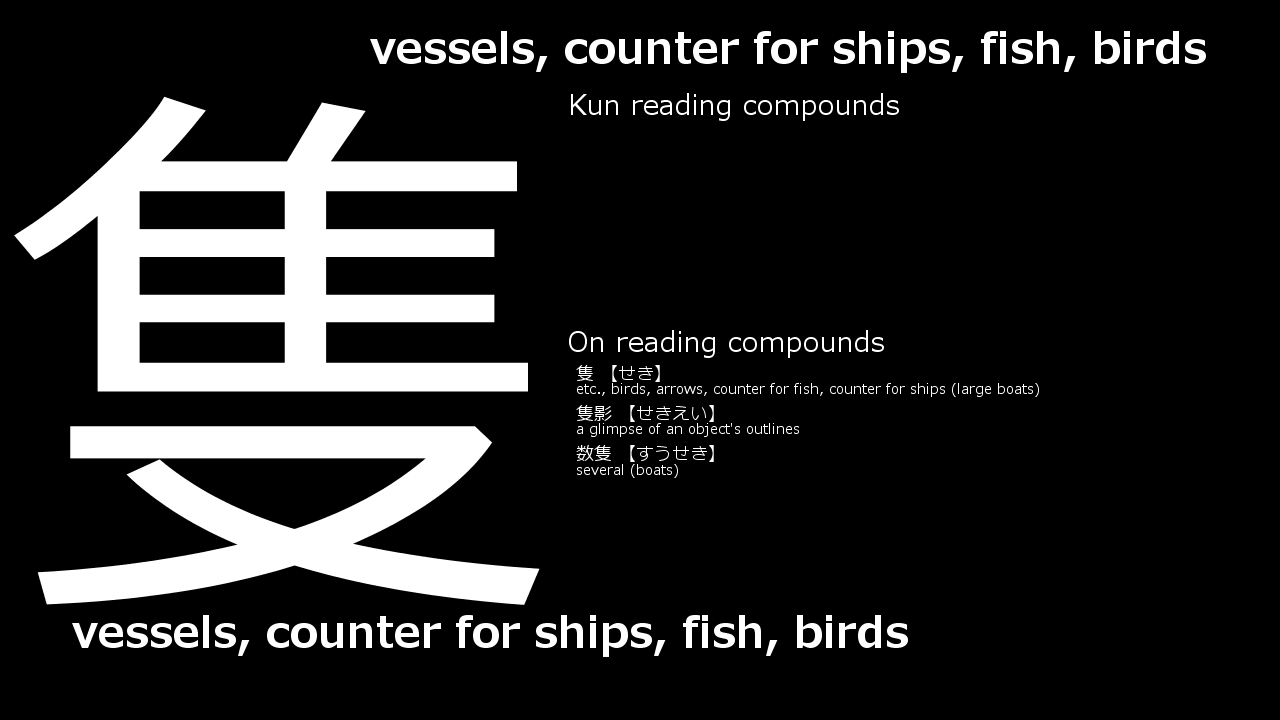 vessels, counter for ships, fish, birds
隻
Kun reading compounds
On reading compounds
隻 【せき】
etc., birds, arrows, counter for fish, counter for ships (large boats)
隻影 【せきえい】
a glimpse of an object's outlines
数隻 【すうせき】
several (boats)
vessels, counter for ships, fish, birds